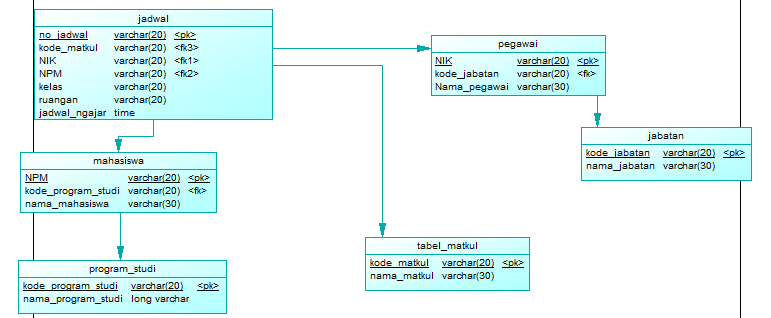 jadwal
no_jadwal varchar(20) <pk>
kode_matkul varchar(20) <fk3>
NIK varchar(20) <fk1>
NPM varchar(20) <fk2>
kelas varchar(20)
ruangan varchar(20)
jadwal_ngajar time
pegawai
NIK varchar(20) <pk>
kode_jabatan varchar(20) <fk>
Nama_pegawai varchar(30)
jabatan
kode_jabatan varchar(20) <pk>
nama_jabatan varchar(30)
mahasiswa
NPM varchar(20) <pk>
kode_program_studi varchar(20) <fk>
nama_mahasiswa varchar(30)
tabel_matkul
kode_matkul varchar(20) <pk>
nama_matkul varchar(30)
program_studi
kode_program_studi varchar(20) <pk>
nama_program_studi long varchar